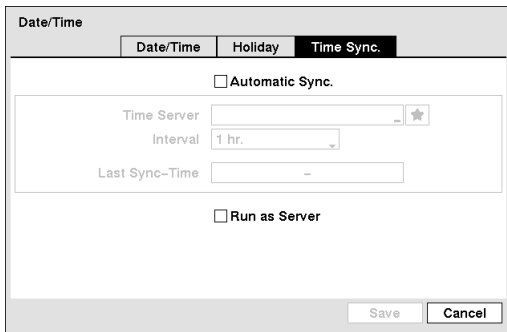 Date/Time
Date/Time Holiday Time Sync.
Automatic Sync.
Time Server
Interval 1 hr.
Last Sync-Time –
Run as Server
Save Cancel